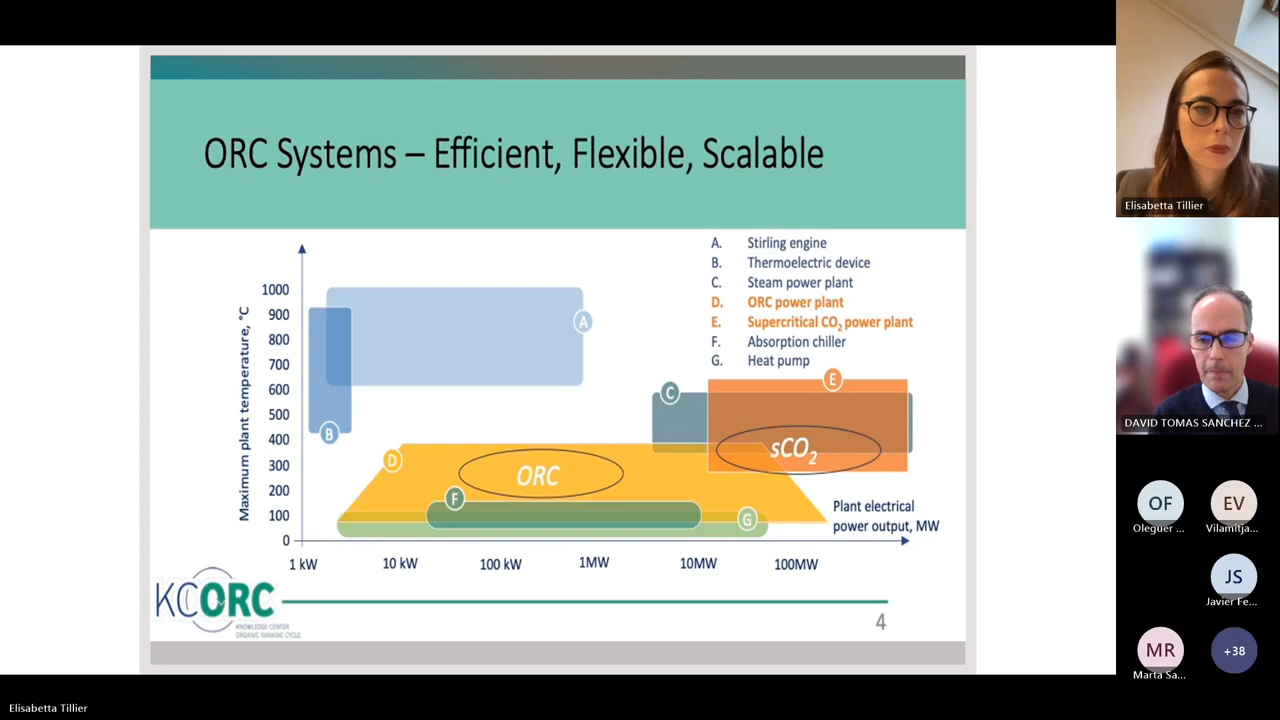 ORC Systems – Efficient, Flexible, Scalable
A. Stirling engine
B. Thermoelectric device
C. Steam power plant
D. ORC power plant
E. Supercritical CO2 power plant
F. Absorption chiller
G. Heat pump
Maximum plant temperature, °C
1000
900
800
700
600
500
400
300
200
100
0
A
B
C
E
D
ORC
sCO2
F
G
Plant electrical
power output, MW
1 kW
10 kW
100 kW
1MW
10MW
100MW
KCORC
KNOWLEDGE CENTER
ORGANIC RANKINE CYCLE
4
Elisabetta Tillier
DAVID TOMAS SANCHEZ ...
OF
Oleguer ...
EV
Vilamitja...
JS
Javier Fe...
MR
Marta Sa...
+38
Elisabetta Tillier